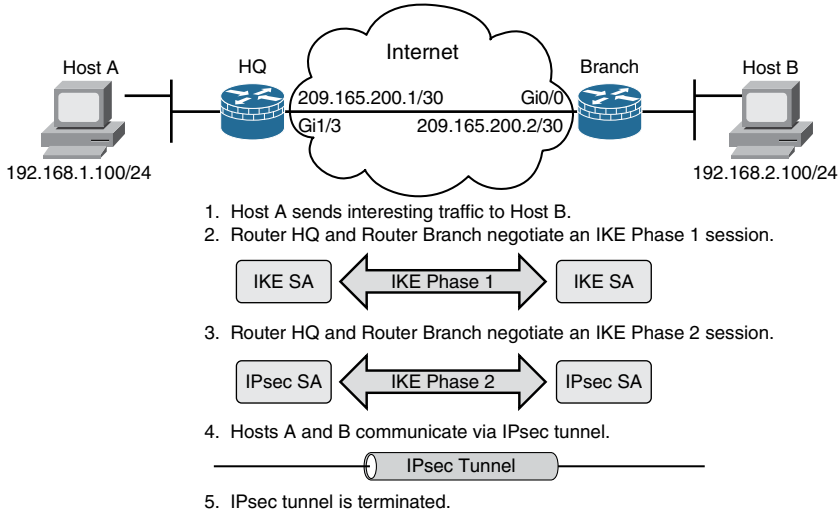 Internet
Host A
HQ
Branch
Host B
209.165.200.1/30
Gi0/0
Gi1/3
209.165.200.2/30
192.168.1.100/24
192.168.2.100/24
1. Host A sends interesting traffic to Host B.
2. Router HQ and Router Branch negotiate an IKE Phase 1 session.
IKE SA
IKE Phase 1
IKE SA
3. Router HQ and Router Branch negotiate an IKE Phase 2 session.
IPsec SA
IKE Phase 2
IPsec SA
4. Hosts A and B communicate via IPsec tunnel.
IPsec Tunnel
5. IPsec tunnel is terminated.